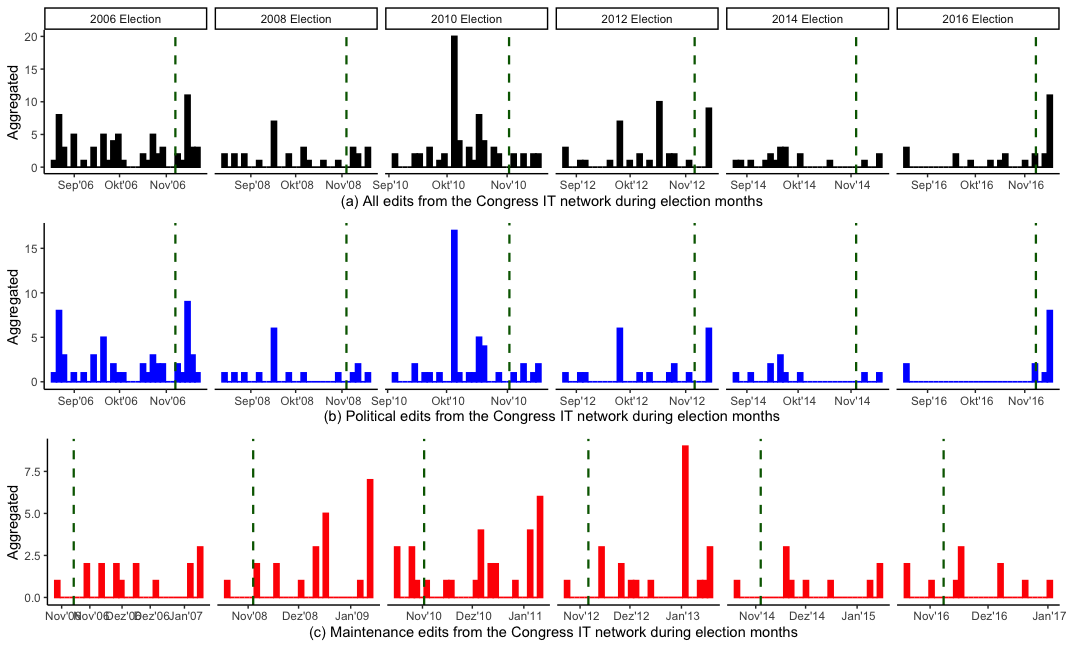 2006 Election 2008 Election 2010 Election 2012 Election 2014 Election 2016 Election
Aggregated
20
15
10
5
0
Sep'06 Okt'06 Nov'06 Sep'08 Okt'08 Nov'08 Sep'10 Okt'10 Nov'10 Sep'12 Okt'12 Nov'12 Sep'14 Okt'14 Nov'14 Sep'16 Okt'16 Nov'16
(a) All edits from the Congress IT network during election months
Aggregated
15
10
5
0
Sep'06 Okt'06 Nov'06 Sep'08 Okt'08 Nov'08 Sep'10 Okt'10 Nov'10 Sep'12 Okt'12 Nov'12 Sep'14 Okt'14 Nov'14 Sep'16 Okt'16 Nov'16
(b) Political edits from the Congress IT network during election months
Aggregated
7.5
5.0
2.5
0.0
Nov'06 Nov'06 Dez'06 Dez'06 Jan'07 Nov'08 Dez'08 Jan'09 Nov'10 Dez'10 Jan'11 Nov'12 Dez'12 Jan'13 Nov'14 Dez'14 Jan'15 Nov'16 Dez'16 Jan'17
(c) Maintenance edits from the Congress IT network during election months